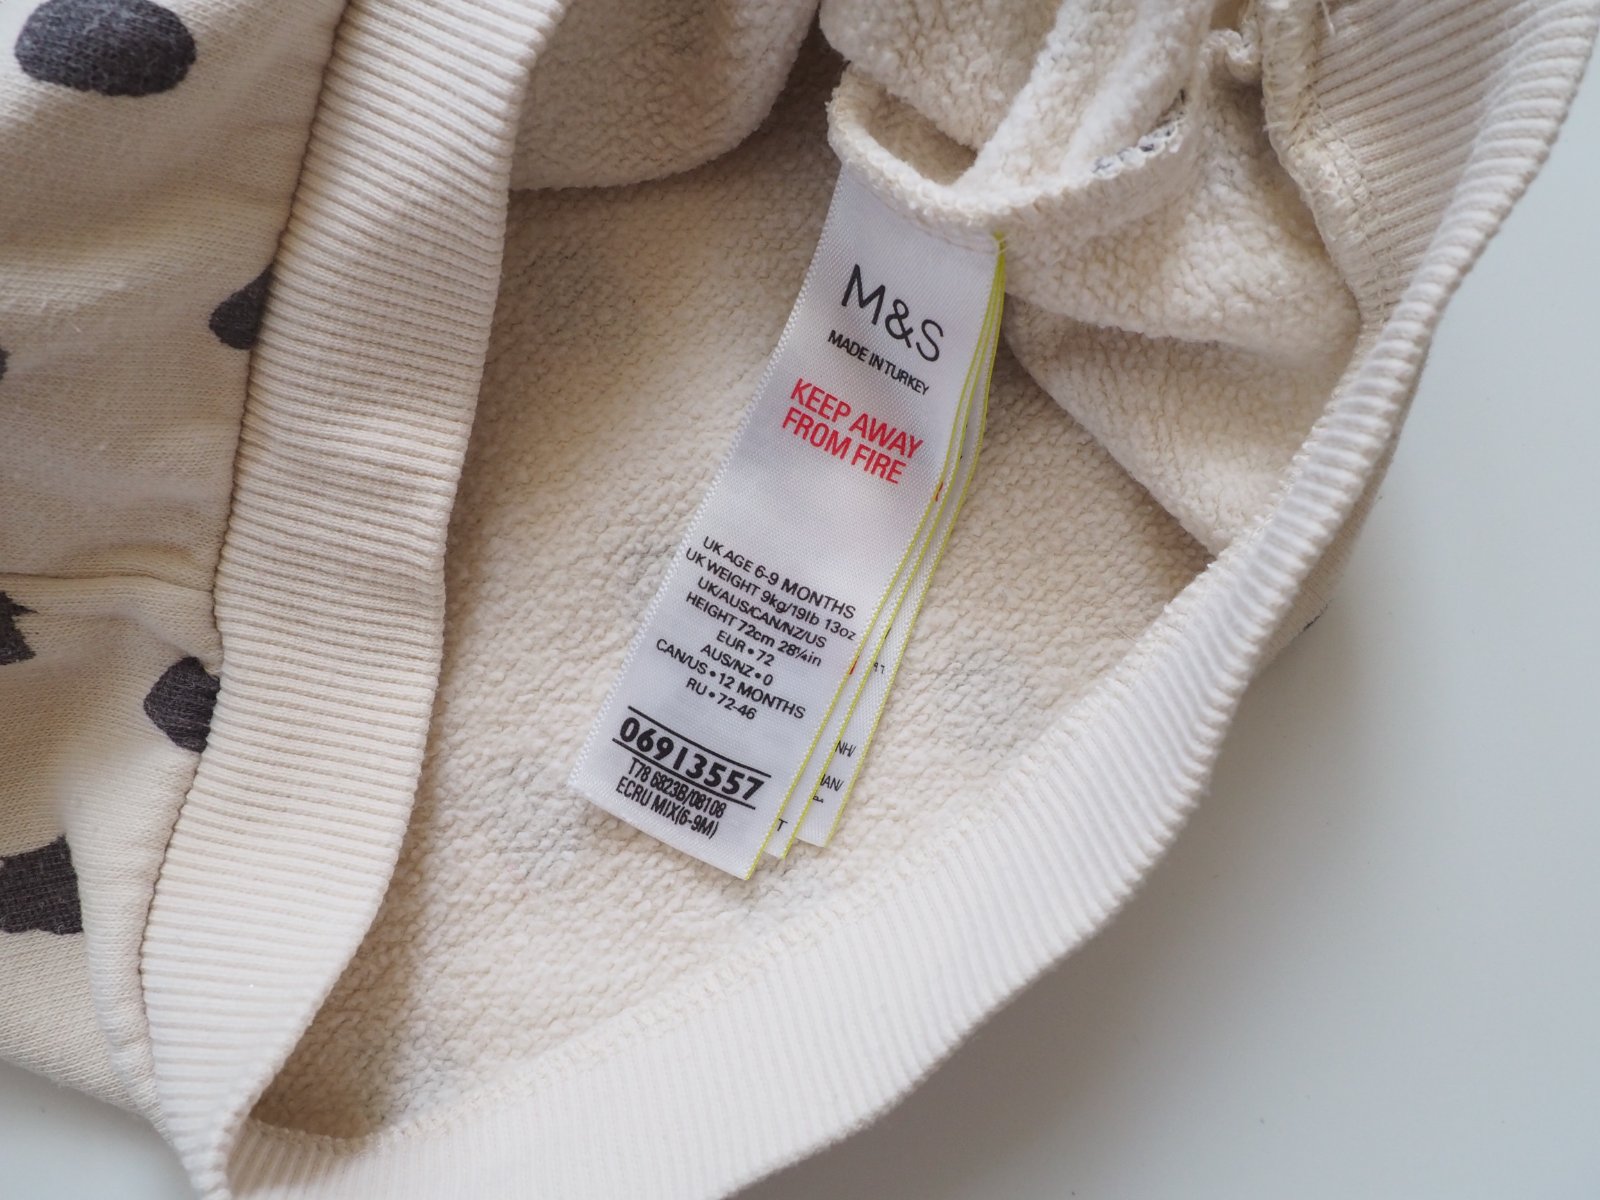 M&S
MADE IN TURKEY
KEEP AWAY
FROM FIRE
UK AGE 6-9 MONTHS
UK WEIGHT 9kg/19lb 13oz
UK/AUS/CAN/NZ/US
HEIGHT 72cm 28¼in
EUR • 72
AUS/NZ • 0
CAN/US • 12 MONTHS
RU • 72-46
06913557
T78 6823B/08108
ECRU MIX(6-9M)
NH/
IAN/
T